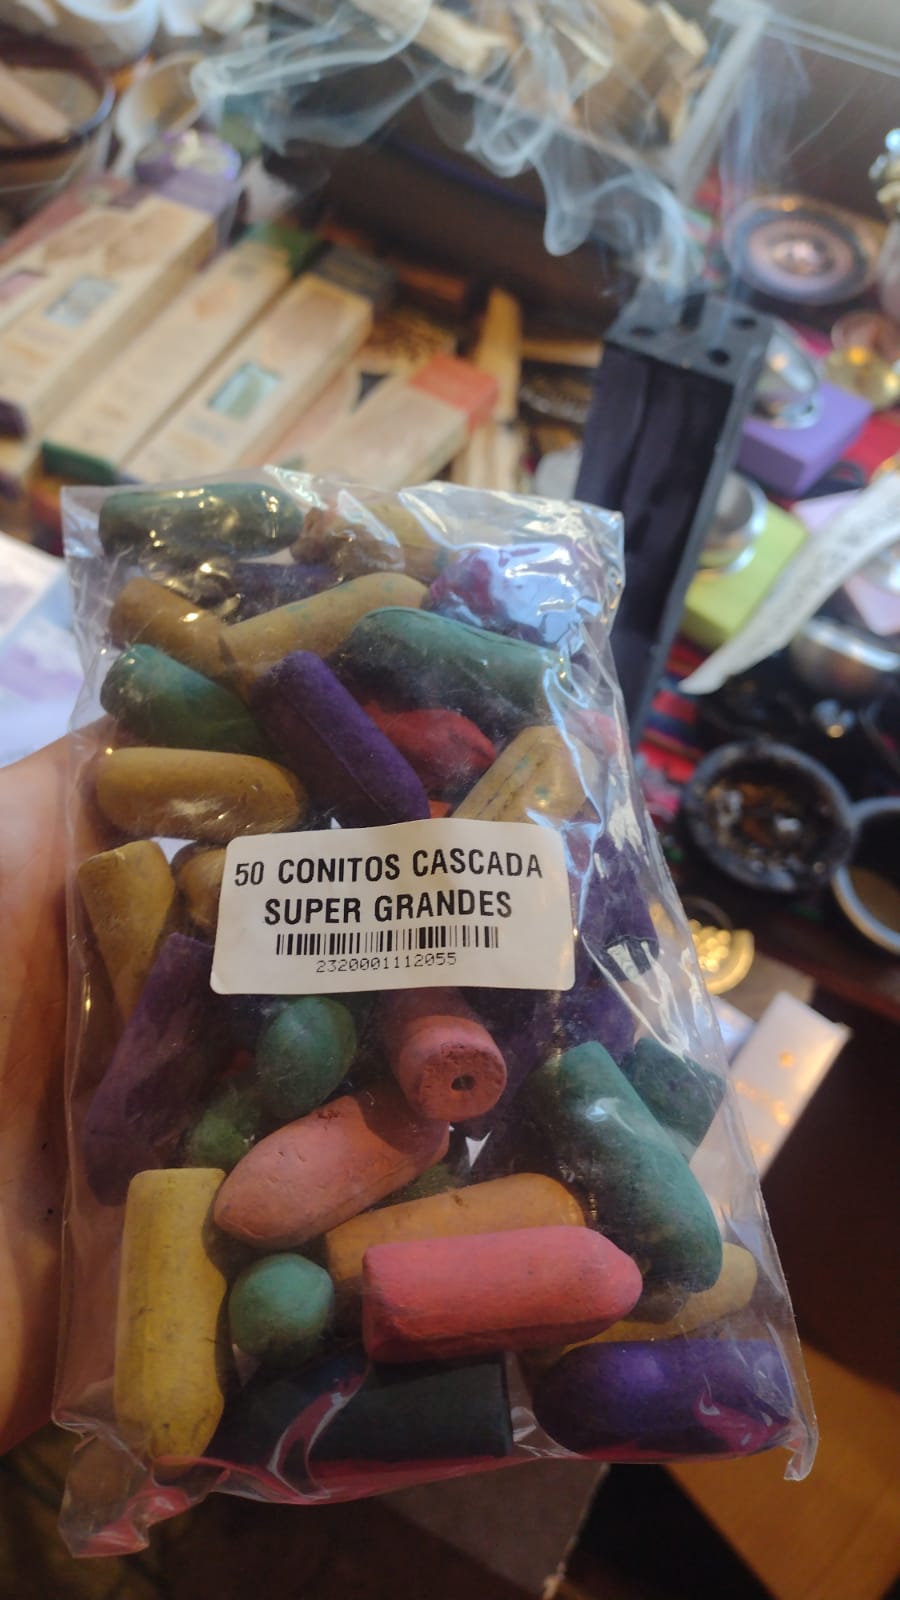 50 CONITOS CASCADA
SUPER GRANDES
2320001112055